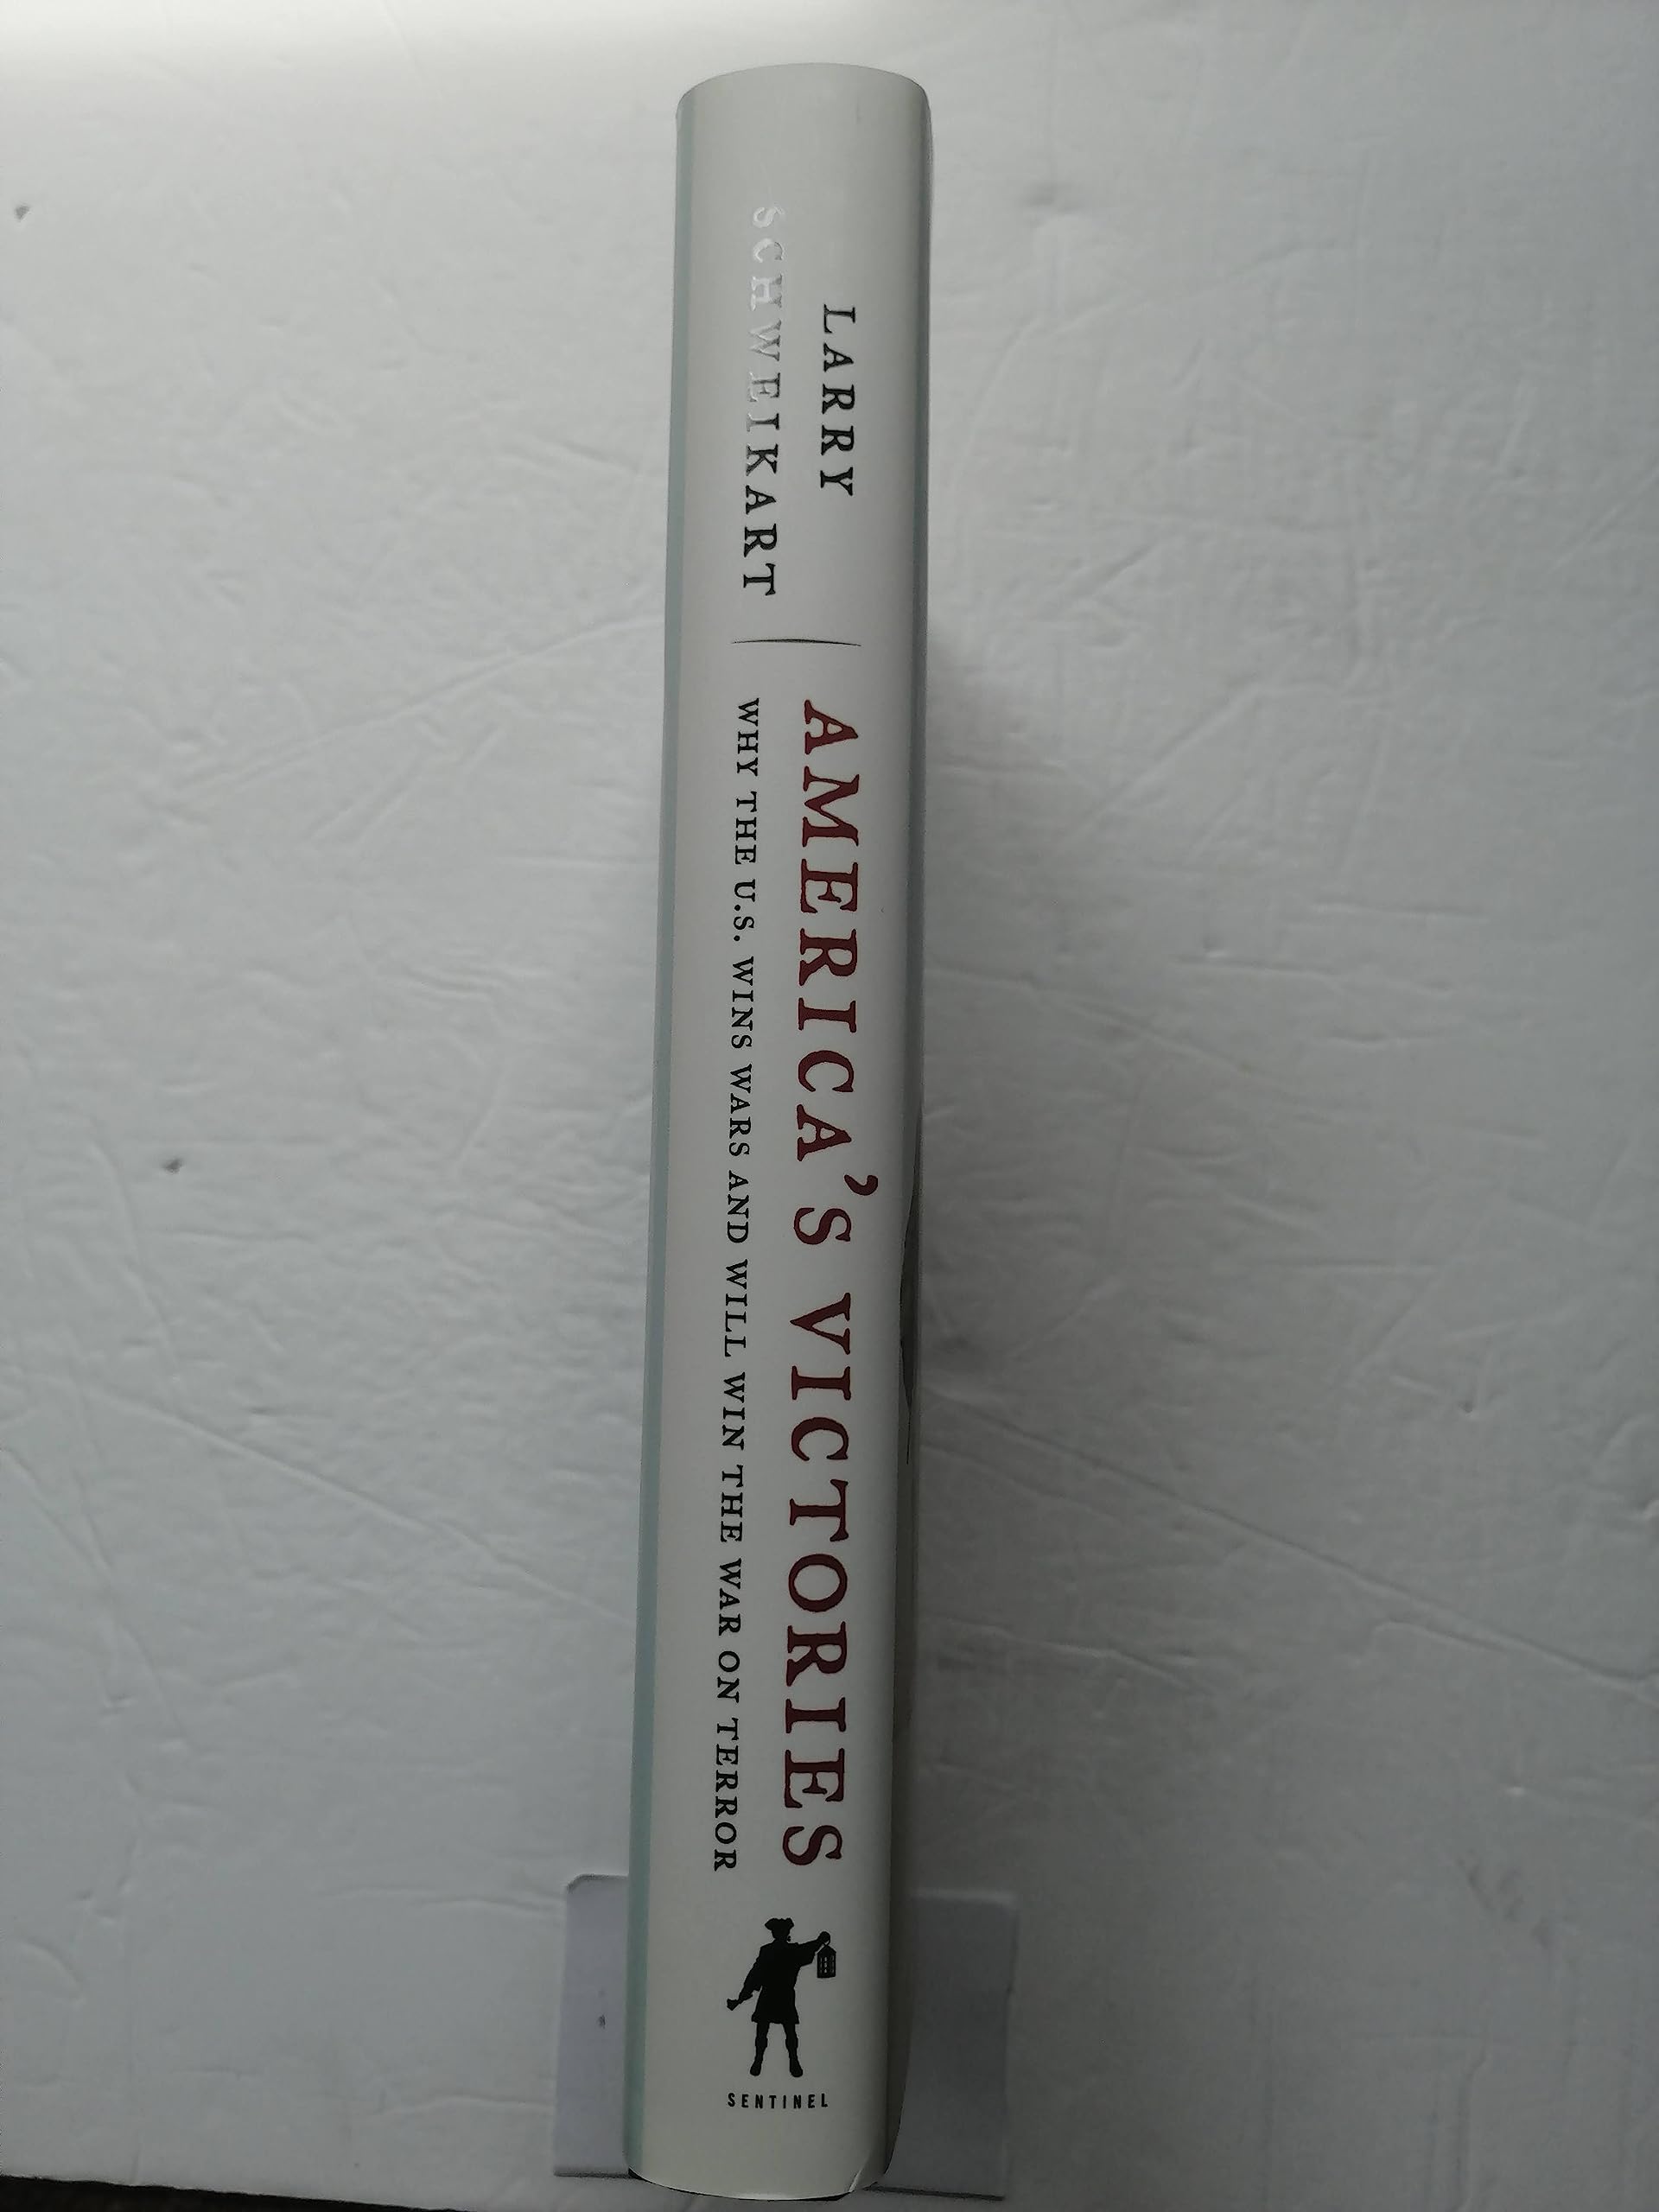 LARRY
SCHWEIKART
AMERICA'S VICTORIES
WHY THE U.S. WINS WARS AND WILL WIN THE WAR ON TERROR
SENTINEL